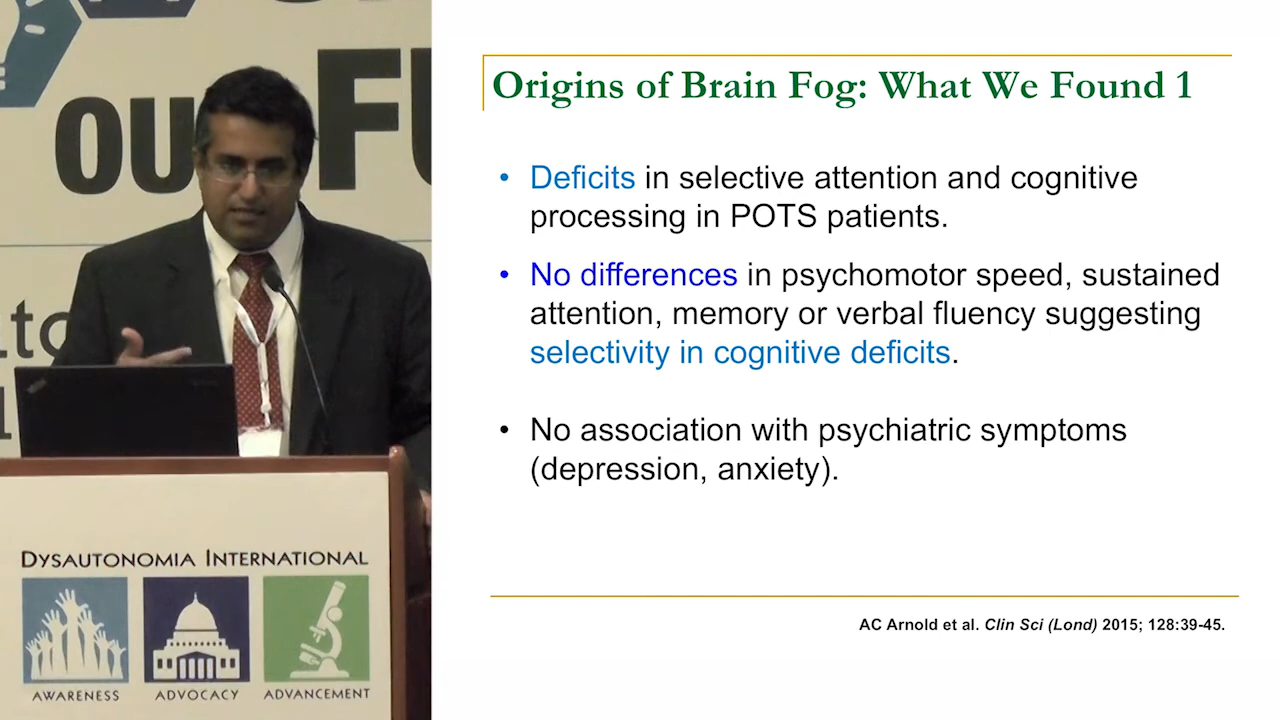 OU
FU
Origins of Brain Fog: What We Found 1
• Deficits in selective attention and cognitive
processing in POTS patients.
• No differences in psychomotor speed, sustained
attention, memory or verbal fluency suggesting
selectivity in cognitive deficits.
• No association with psychiatric symptoms
(depression, anxiety).
AC Arnold et al. Clin Sci (Lond) 2015; 128:39-45.
DYSAUTONOMIA INTERNATIONAL
AWARENESS ADVOCACY ADVANCEMENT